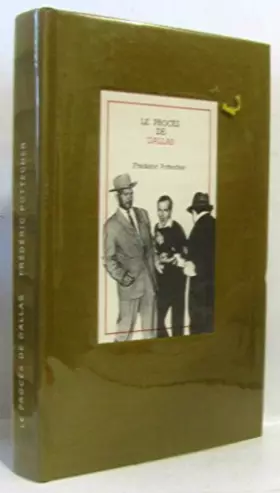 LE PROCÈS
DE
DALLAS
Frédéric Pottecher
LE PROCÈS DE DALLAS FRÉDÉRIC POTTECHER